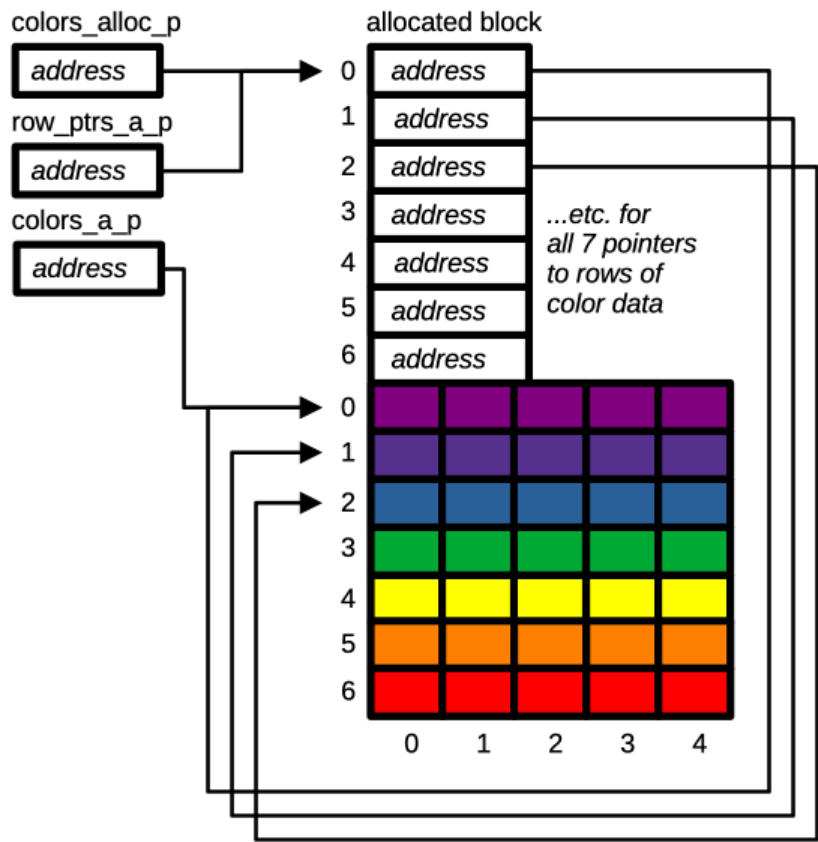 colors_alloc_p
address
row_ptrs_a_p
address
colors_a_p
address
allocated block
0 address
1 address
2 address
3 address
4 address
5 address
6 address
...etc. for
all 7 pointers
to rows of
color data
0
1
2
3
4
5
6
0 1 2 3 4